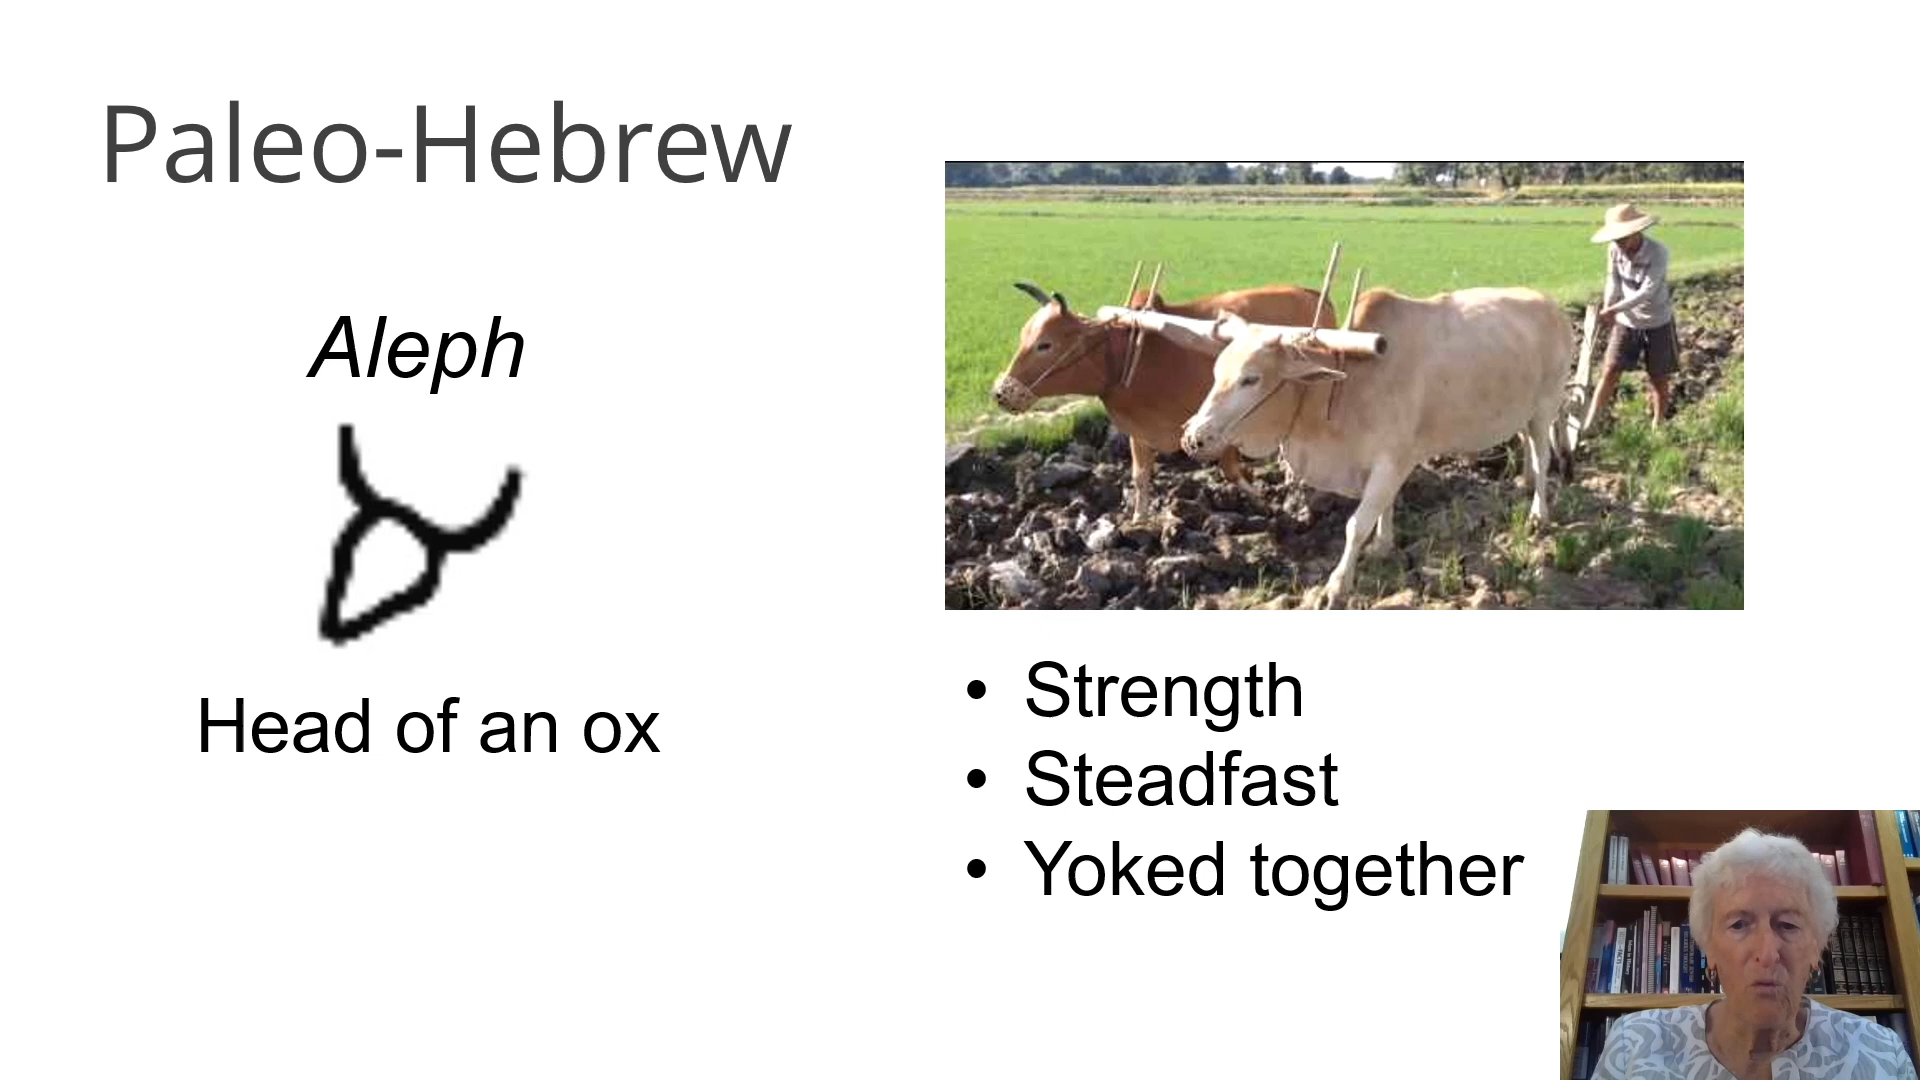 Paleo-Hebrew
Aleph
Head of an ox
• Strength
• Steadfast
• Yoked together